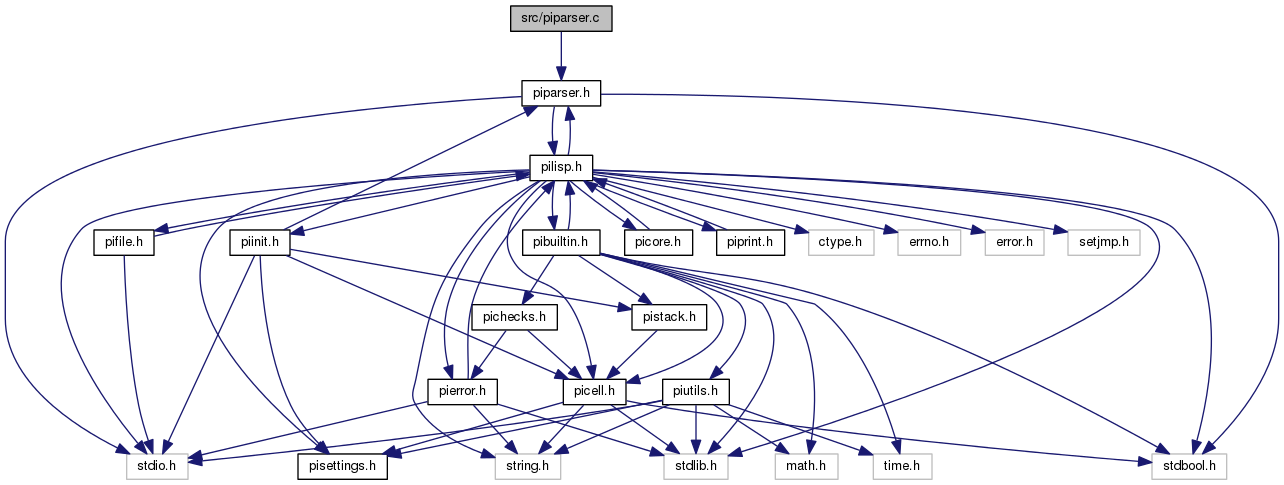 src/piparser.c
piparser.h
pilisp.h
pifile.h
piinit.h
pibuiltin.h
picore.h
piprint.h
ctype.h
errno.h
error.h
setjmp.h
pichecks.h
pistack.h
pierror.h
picell.h
piutils.h
stdio.h
pisettings.h
string.h
stdlib.h
math.h
time.h
stdbool.h